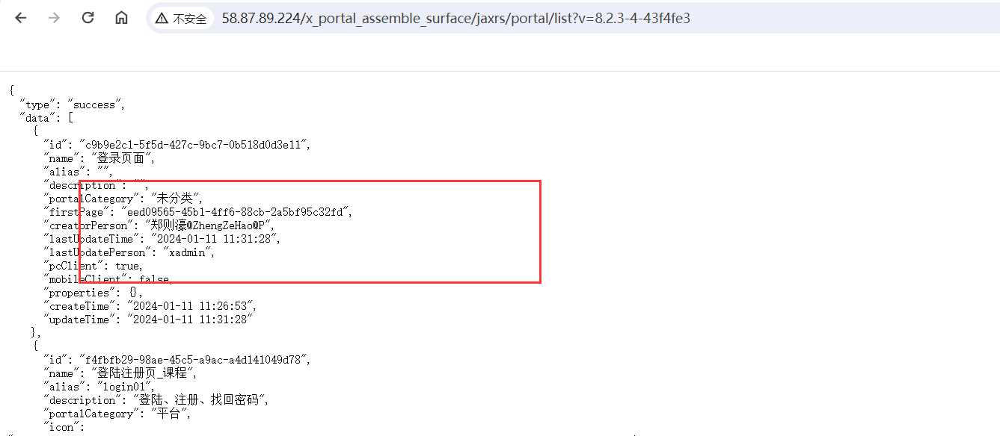 不安全 58.87.89.224/x_portal_assemble_surface/jaxrs/portal/list?v=8.2.3-4-43f4fe3
{
"type": "success",
"data": [
{
"id": "c9b9e2c1-5f5d-427c-9bc7-0b518d0d3e11",
"name": "登录页面",
"alias": "",
"description": "",
"portalCategory": "未分类",
"firstPage": "eed09565-45b1-4ff6-88cb-2a5bf95c32fd",
"creatorPerson": "郑则濠@ZhengZeHao@P",
"lastUpdateTime": "2024-01-11 11:31:28",
"lastUpdatePerson": "xadmin",
"pcClient": true,
"mobileClient": false,
"properties": {},
"createTime": "2024-01-11 11:26:53",
"updateTime": "2024-01-11 11:31:28"
},
{
"id": "f4fbfb29-98ae-45c5-a9ac-a4d141049d78",
"name": "登陆注册页_课程",
"alias": "login01",
"description": "登陆、注册、找回密码",
"portalCategory": "平台",
"icon":